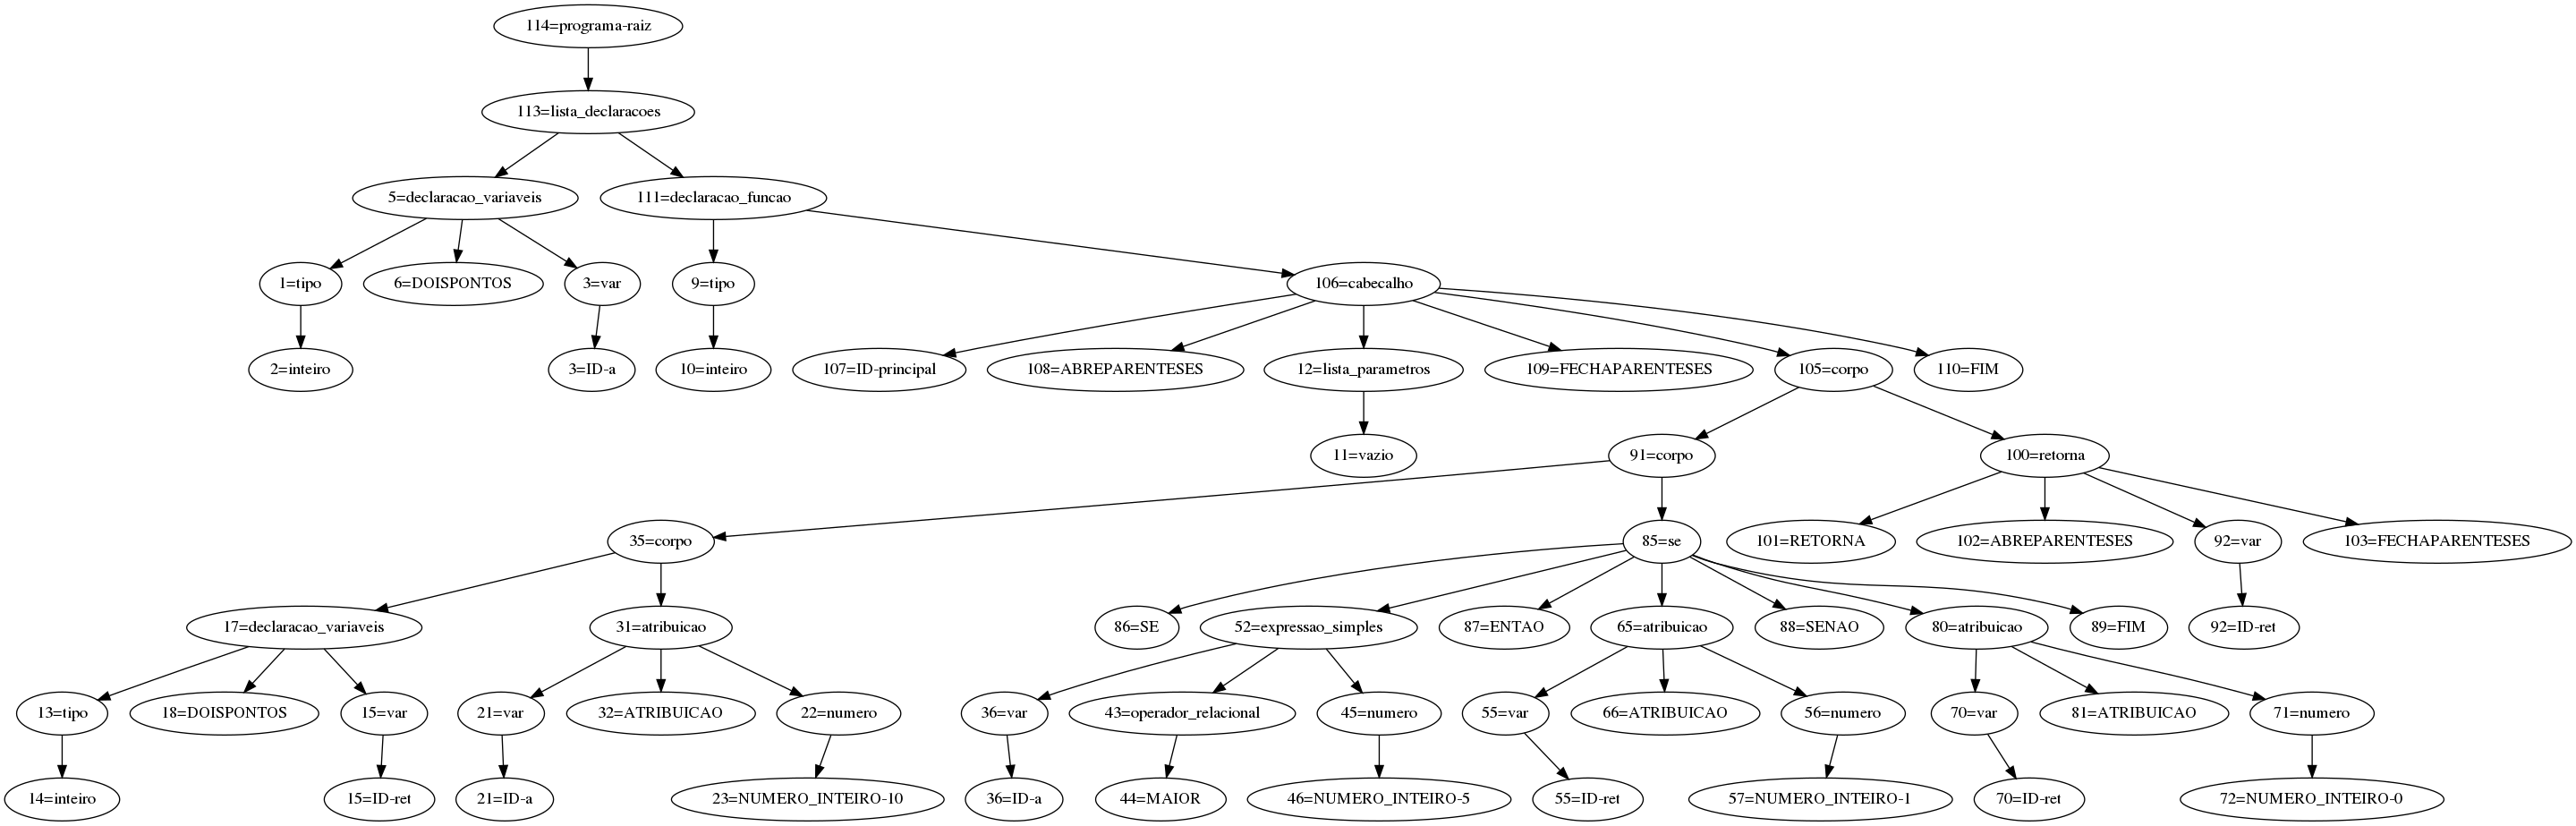 114=programa-raiz
113=lista_declaracoes
5=declaracao_variaveis
111=declaracao_funcao
1=tipo
6=DOISPONTOS
3=var
9=tipo
106=cabecalho
2=inteiro
3=ID-a
10=inteiro
107=ID-principal
108=ABREPARENTESES
12=lista_parametros
109=FECHAPARENTESES
105=corpo
110=FIM
11=vazio
91=corpo
100=retorna
35=corpo
85=se
101=RETORNA
102=ABREPARENTESES
92=var
103=FECHAPARENTESES
17=declaracao_variaveis
31=atribuicao
86=SE
52=expressao_simples
87=ENTAO
65=atribuicao
88=SENAO
80=atribuicao
89=FIM
92=ID-ret
13=tipo
18=DOISPONTOS
15=var
21=var
32=ATRIBUICAO
22=numero
36=var
43=operador_relacional
45=numero
55=var
66=ATRIBUICAO
56=numero
70=var
81=ATRIBUICAO
71=numero
14=inteiro
15=ID-ret
21=ID-a
23=NUMERO_INTEIRO-10
36=ID-a
44=MAIOR
46=NUMERO_INTEIRO-5
55=ID-ret
57=NUMERO_INTEIRO-1
70=ID-ret
72=NUMERO_INTEIRO-0